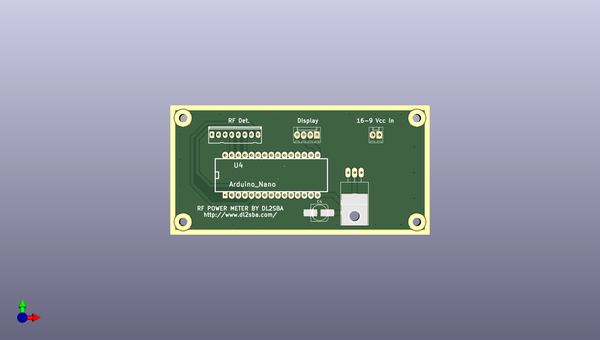 RF Det.
Display
16-9 Vcc in
U4
Arduino_Nano
RF POWER METER BY DL2SBA
http://www.dl2sba.com/